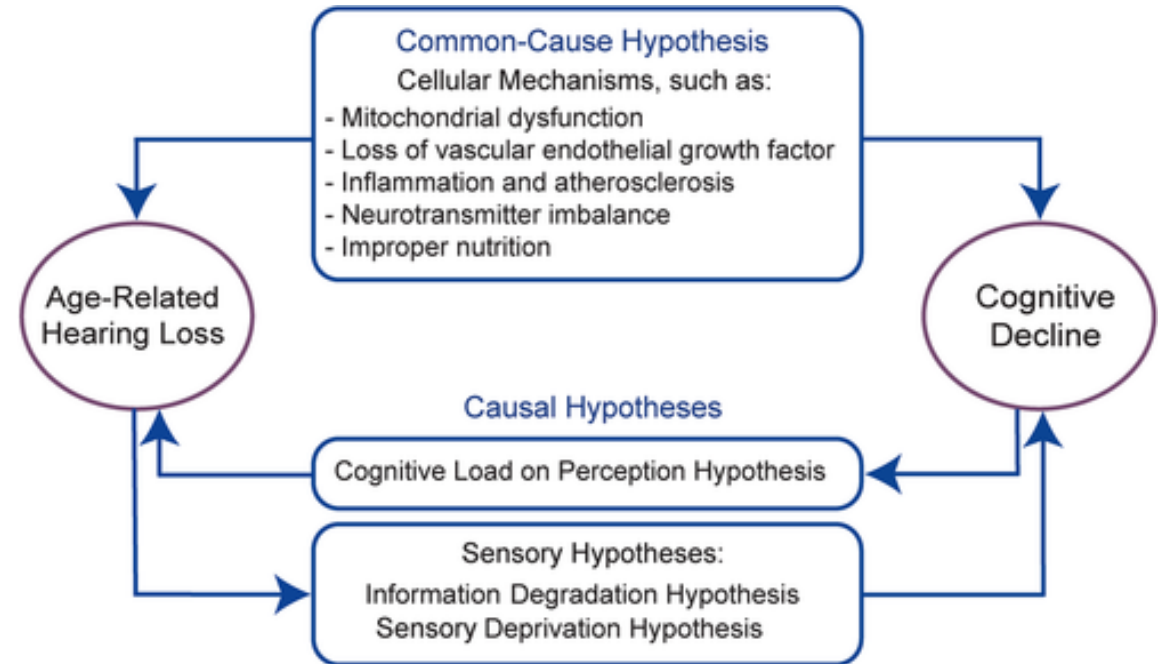 Common-Cause Hypothesis
Cellular Mechanisms, such as:
- Mitochondrial dysfunction
- Loss of vascular endothelial growth factor
- Inflammation and atherosclerosis
- Neurotransmitter imbalance
- Improper nutrition
Age-Related
Hearing Loss
Cognitive
Decline
Causal Hypotheses
Cognitive Load on Perception Hypothesis
Sensory Hypotheses:
Information Degradation Hypothesis
Sensory Deprivation Hypothesis